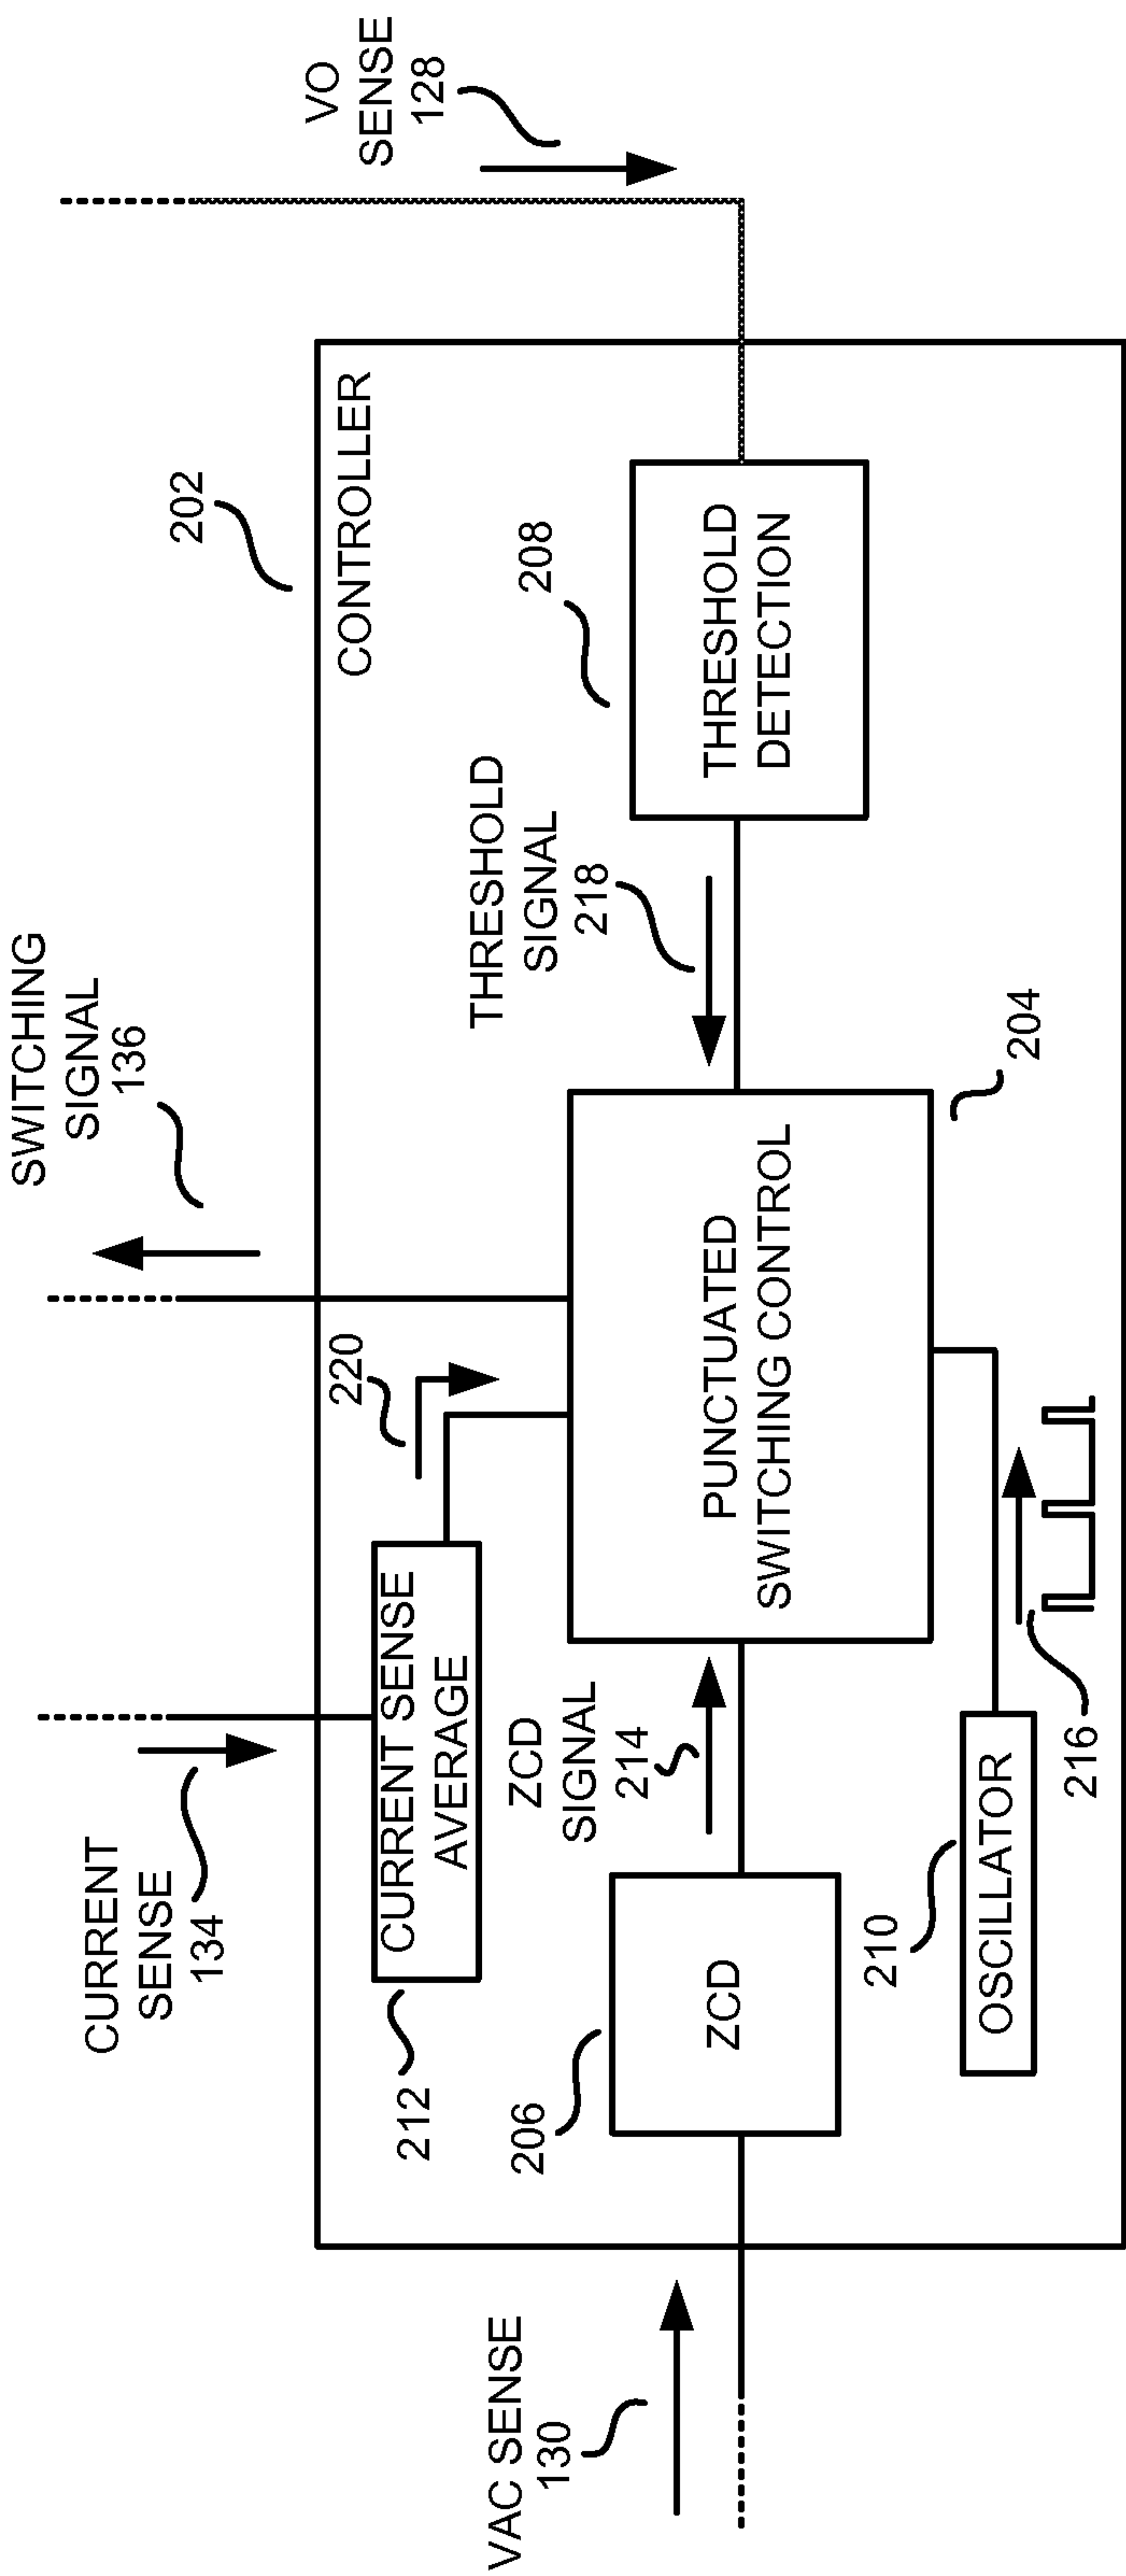 SWITCHING
SIGNAL
136
CURRENT
SENSE
134
VO
SENSE
128
202
CONTROLLER
220
CURRENT SENSE
AVERAGE
212
THRESHOLD
SIGNAL
218
208
THRESHOLD
DETECTION
VAC SENSE
130
206
ZCD
ZCD
SIGNAL
214
PUNCTUATED
SWITCHING CONTROL
204
210
OSCILLATOR
216